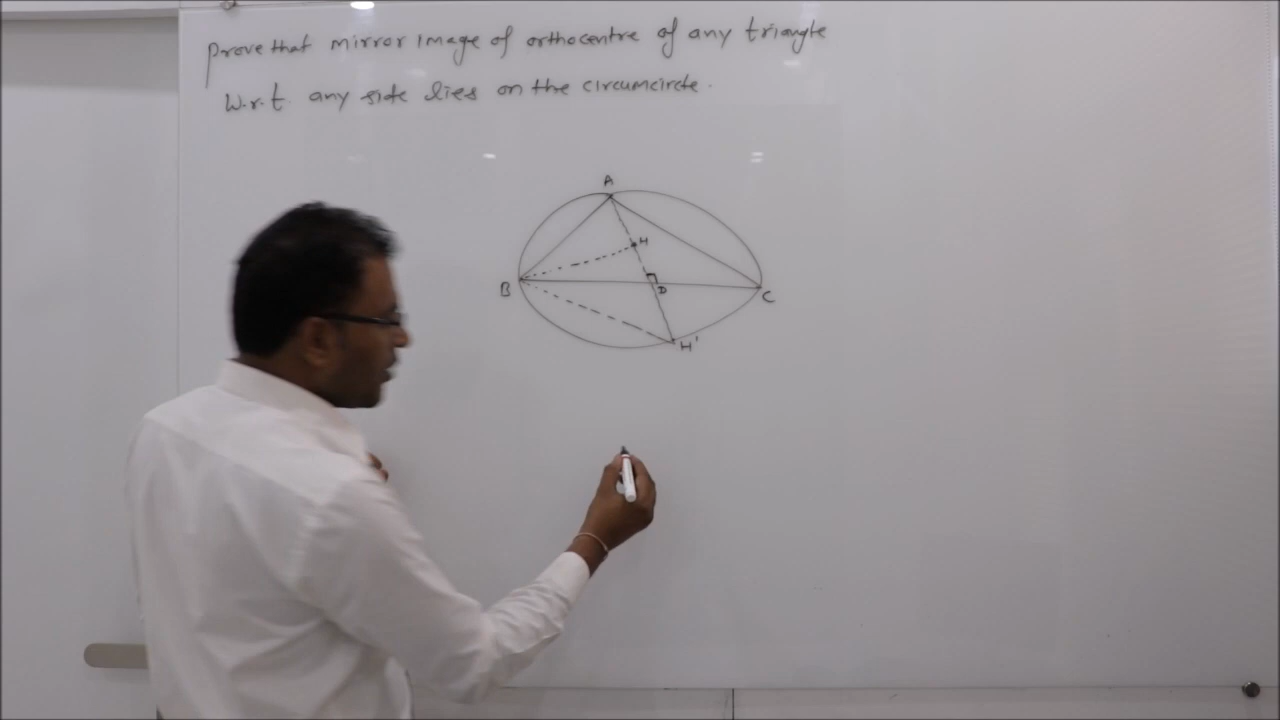 Prove that mirror image of orthocentre of any triangle
w.r.t. any side lies on the circumcircle.
A
H
B
D
C
H'